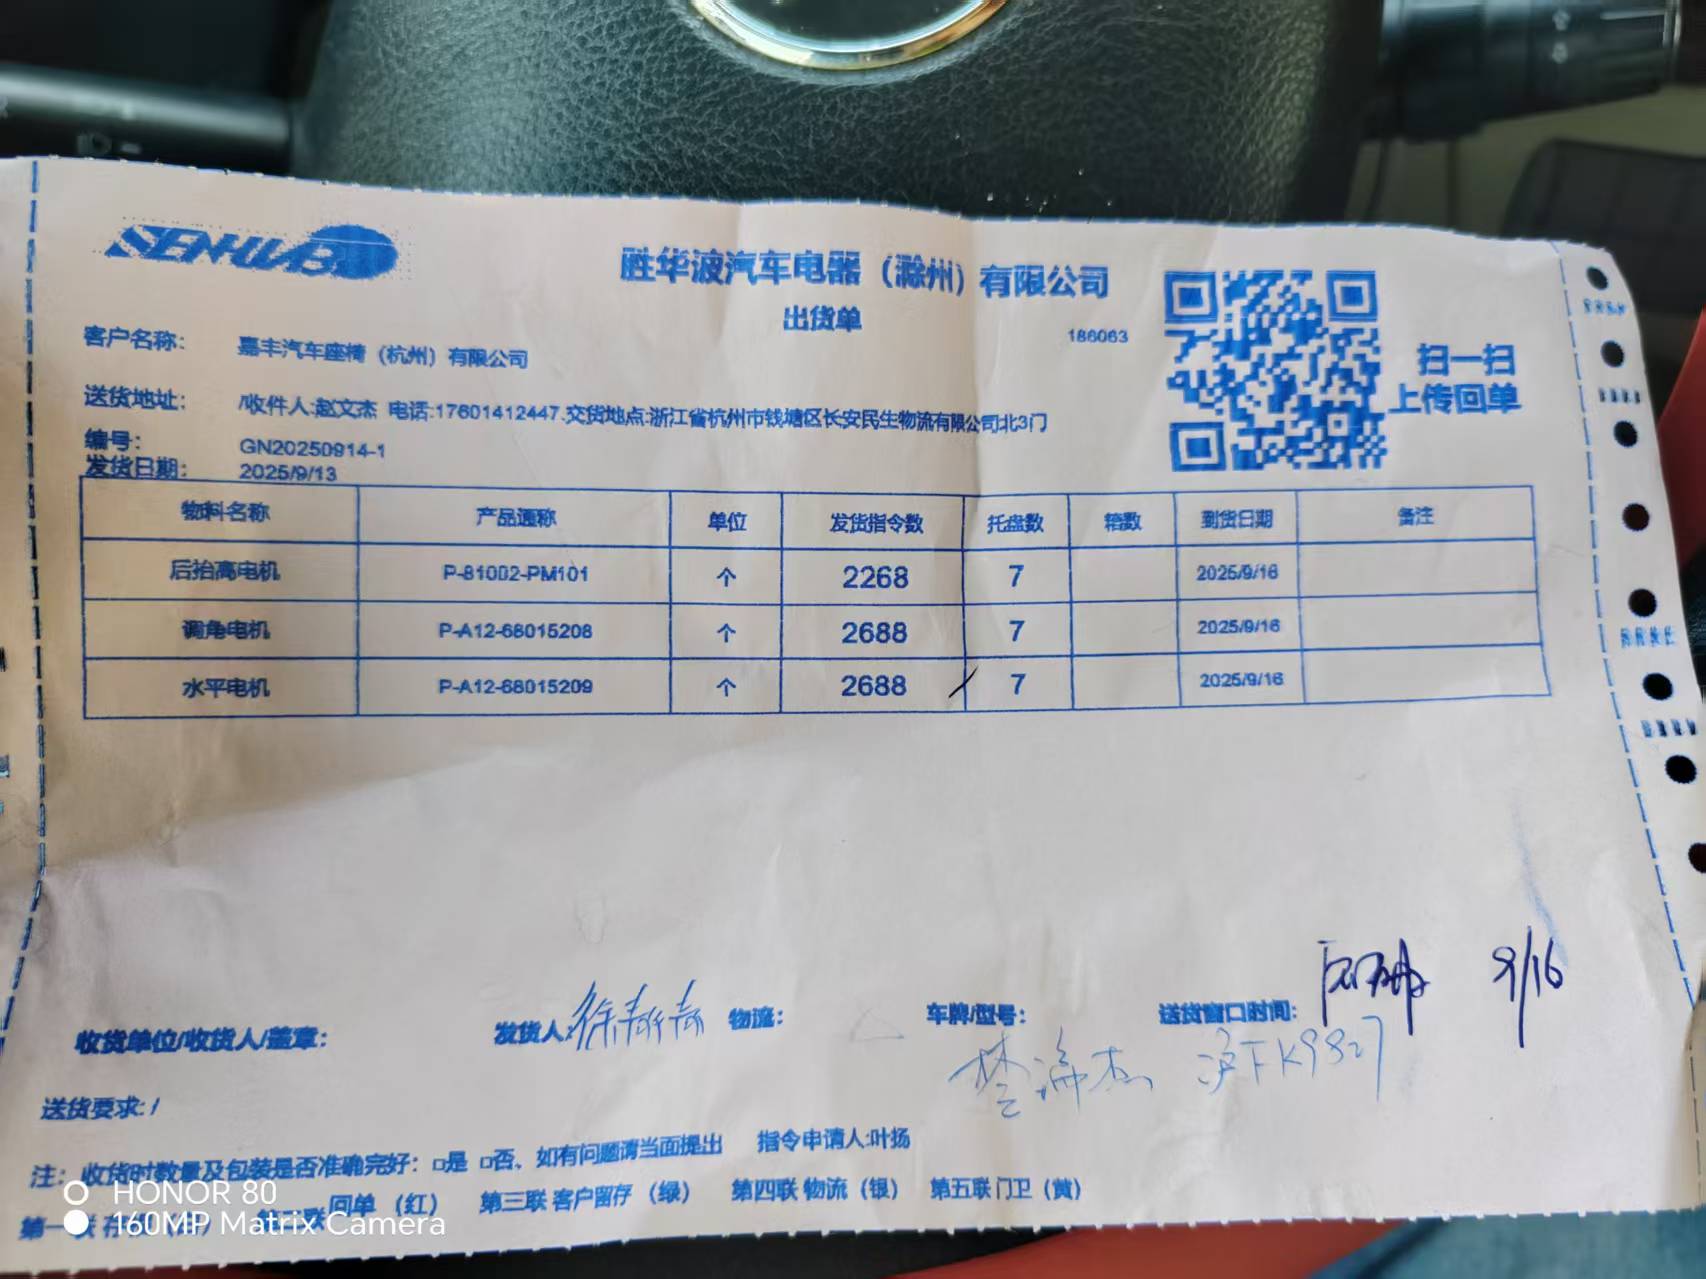 SENHUABO
胜华波汽车电器（滁州）有限公司
出货单
186063
扫一扫
上传回单
客户名称： 嘉丰汽车座椅（杭州）有限公司
送货地址： /收件人:赵文杰 电话:17601412447.交货地点:浙江省杭州市钱塘区长安民生物流有限公司北3门
编号： GN20250914-1
发货日期： 2025/9/13
物料名称 产品通称 单位 发货指令数 托盘数 箱数 到货日期 备注
后抬高电机 P-81002-PM101 个 2268 7 2025/9/16
调角电机 P-A12-68015208 个 2688 7 2025/9/16
水平电机 P-A12-68015209 个 2688 7 2025/9/16
9/16
收货单位/收货人/盖章： 发货人: 物流： 车牌/型号： 送货窗口时间：
沪FK9827
送货要求: /
注： 收货时数量及包装是否准确完好：□是 □否、如有问题请当面提出 指令申请人:叶扬
第一联 回单（红） 第三联 客户留存（绿） 第四联 物流（银） 第五联 门卫（黄）
HONOR 80
160MP Matrix Camera